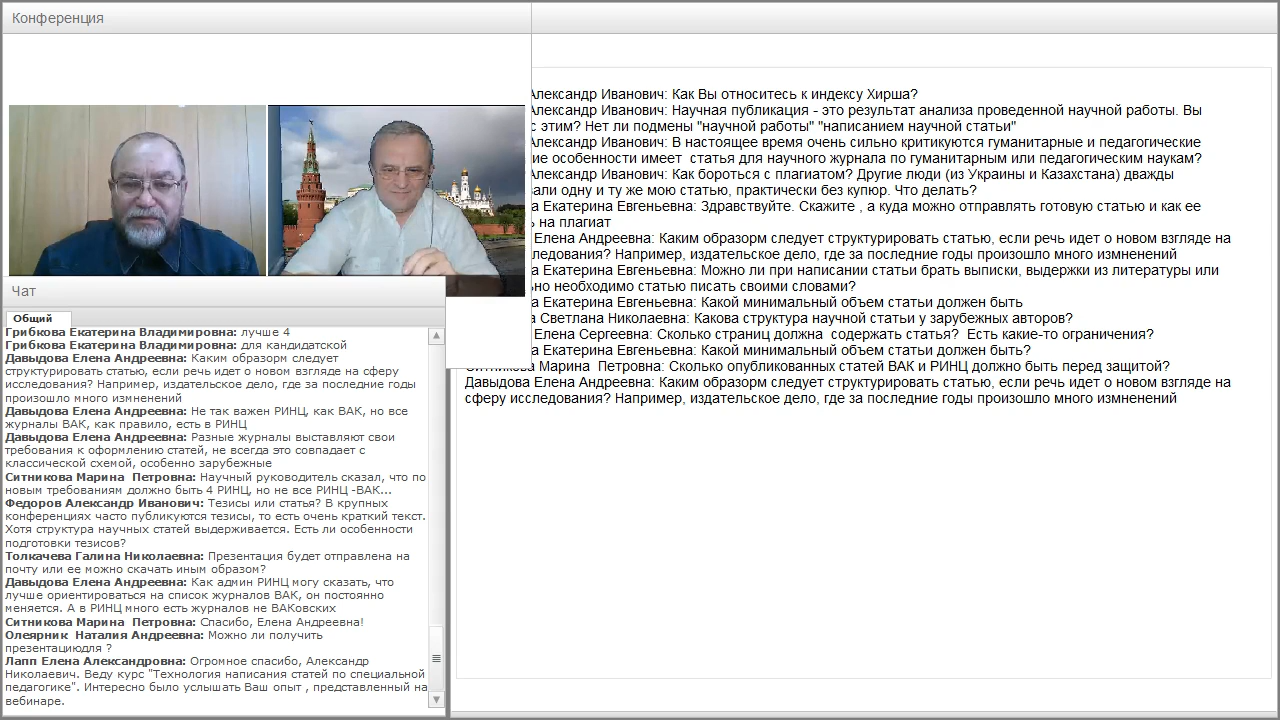 Конференция
Александр Иванович: Как Вы относитесь к индексу Хирша?
Александр Иванович: Научная публикация - это результат анализа проведенной научной работы. Вы
с этим? Нет ли подмены "научной работы" "написанием научной статьи"
Александр Иванович: В настоящее время очень сильно критикуются гуманитарные и педагогические
особенности имеет статья для научного журнала по гуманитарным или педагогическим наукам?
Александр Иванович: Как бороться с плагиатом? Другие люди (из Украины и Казахстана) дважды
одну и ту же мою статью, практически без купюр. Что делать?
Екатерина Евгеньевна: Здравствуйте. Скажите , а куда можно отправлять готовую статью и как ее
на плагиат
Елена Андреевна: Каким образорм следует структурировать статью, если речь идет о новом взгляде на
Например, издательское дело, где за последние годы произошло много измненений
Екатерина Евгеньевна: Можно ли при написании статьи брать выписки, выдержки из литературы или
необходимо статью писать своими словами?
Екатерина Евгеньевна: Какой минимальный объем статьи должен быть
Светлана Николаевна: Какова структура научной статьи у зарубежных авторов?
Елена Сергеевна: Сколько страниц должна содержать статья? Есть какие-то ограничения?
Екатерина Евгеньевна: Какой минимальный объем статьи должен быть?
Ситникова Марина Петровна: Сколько опубликованных статей ВАК и РИНЦ должно быть перед защитой?
Давыдова Елена Андреевна: Каким образорм следует структурировать статью, если речь идет о новом взгляде на
сферу исследования? Например, издательское дело, где за последние годы произошло много измненений
Чат
Общий
Грибкова Екатерина Владимировна: лучше 4
Грибкова Екатерина Владимировна: для кандидатской
Давыдова Елена Андреевна: Каким образорм следует
структурировать статью, если речь идет о новом взгляде на сферу
исследования? Например, издательское дело, где за последние годы
произошло много измненений
Давыдова Елена Андреевна: Не так важен РИНЦ, как ВАК, но все
журналы ВАК, как правило, есть в РИНЦ
Давыдова Елена Андреевна: Разные журналы выставляют свои
требования к оформлению статей, не всегда это совпадает с
классической схемой, особенно зарубежные
Ситникова Марина Петровна: Научный руководитель сказал, что по
новым требованиям должно быть 4 РИНЦ, но не все РИНЦ -ВАК...
Федоров Александр Иванович: Тезисы или статья? В крупных
конференциях часто публикуются тезисы, то есть очень краткий текст.
Хотя структура научных статей выдерживается. Есть ли особенности
подготовки тезисов?
Толкачева Галина Николаевна: Презентация будет отправлена на
почту или ее можно скачать иным образом?
Давыдова Елена Андреевна: Как админ РИНЦ могу сказать, что
лучше ориентироваться на список журналов ВАК, он постоянно
меняется. А в РИНЦ много есть журналов не ВАКовских
Ситникова Марина Петровна: Спасибо, Елена Андреевна!
Олеярник Наталия Андреевна: Можно ли получить
презентациюдля ?
Лапп Елена Александровна: Огромное спасибо, Александр
Николаевич. Веду курс "Технология написания статей по специальной
педагогике". Интересно было услышать Ваш опыт , представленный на
вебинаре.